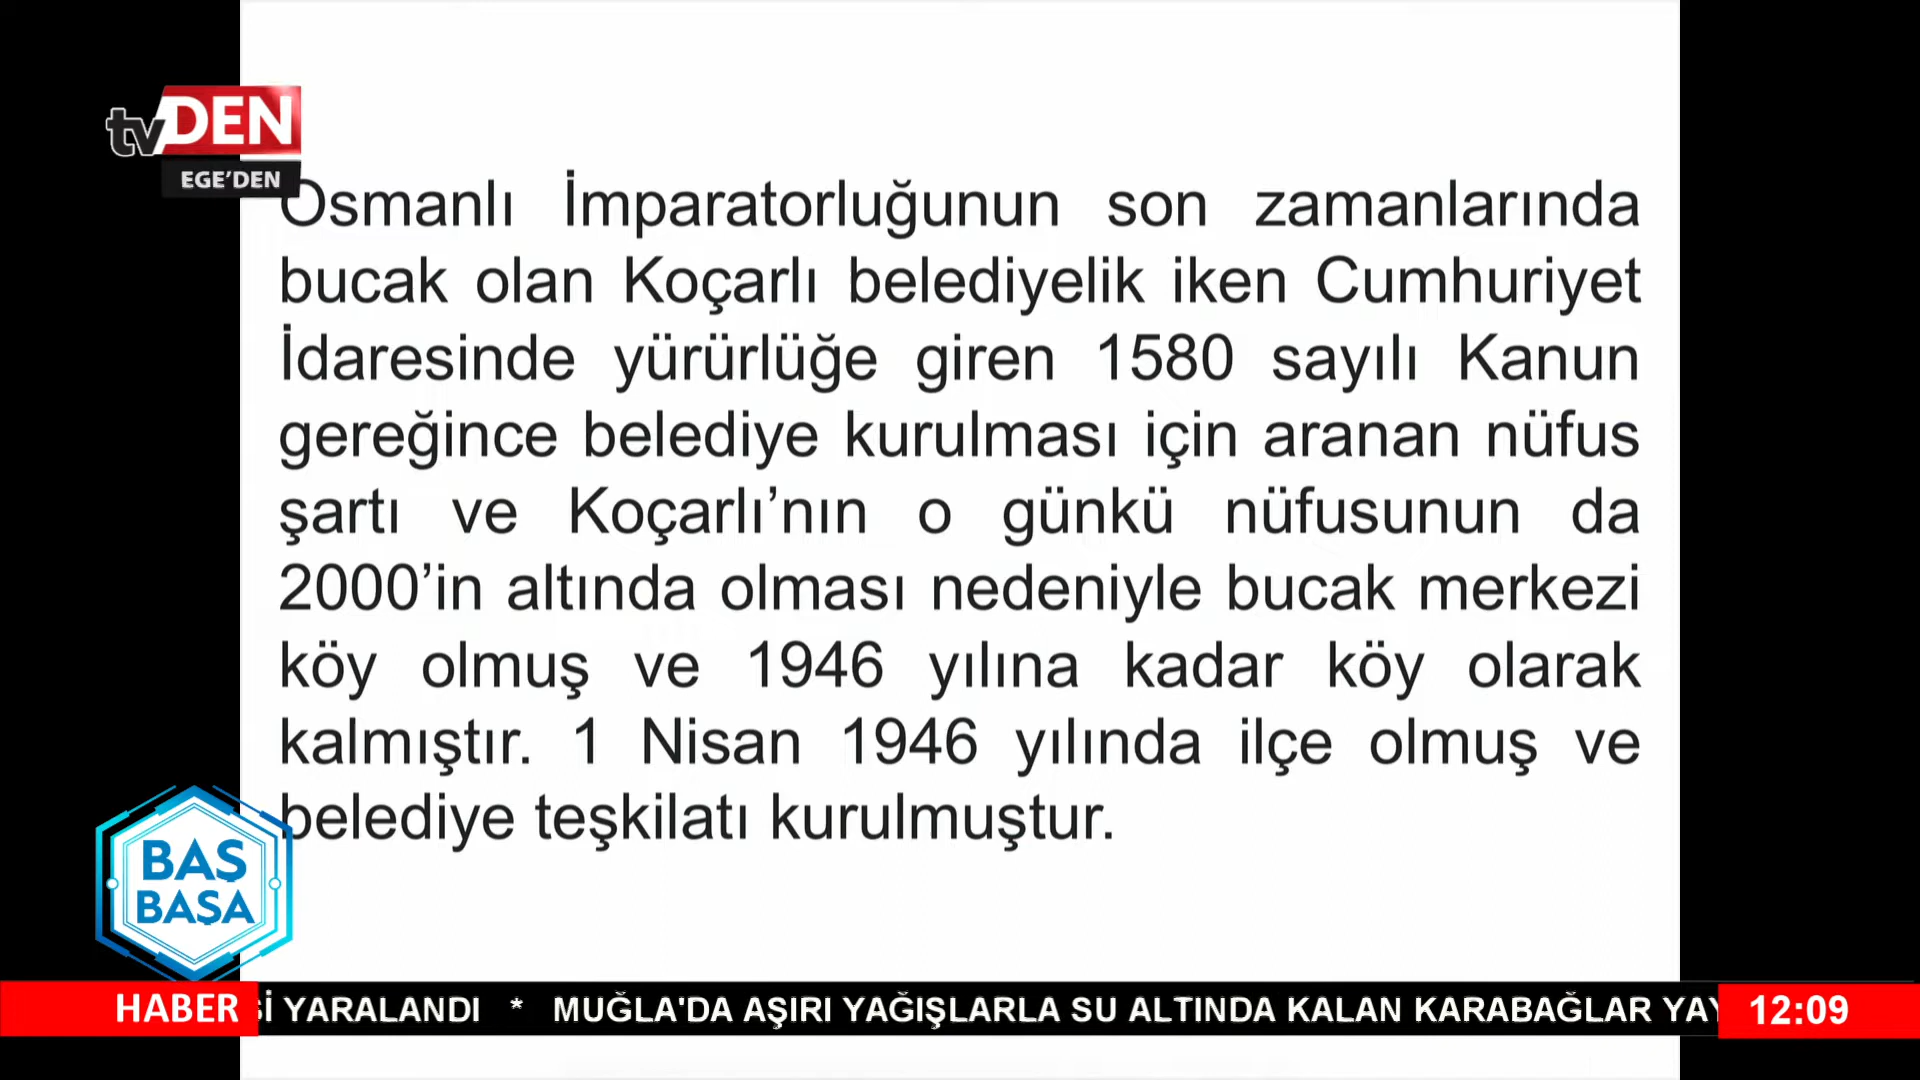 tvDEN
EGE'DEN
Osmanlı İmparatorluğunun son zamanlarında
bucak olan Koçarlı belediyelik iken Cumhuriyet
İdaresinde yürürlüğe giren 1580 sayılı Kanun
gereğince belediye kurulması için aranan nüfus
şartı ve Koçarlı’nın o günkü nüfusunun da
2000’in altında olması nedeniyle bucak merkezi
köy olmuş ve 1946 yılına kadar köy olarak
kalmıştır. 1 Nisan 1946 yılında ilçe olmuş ve
belediye teşkilatı kurulmuştur.
BAŞ
BAŞA
HABER YARALANDI * MUĞLA'DA AŞIRI YAĞIŞLARLA SU ALTINDA KALAN KARABAĞLAR 12:09